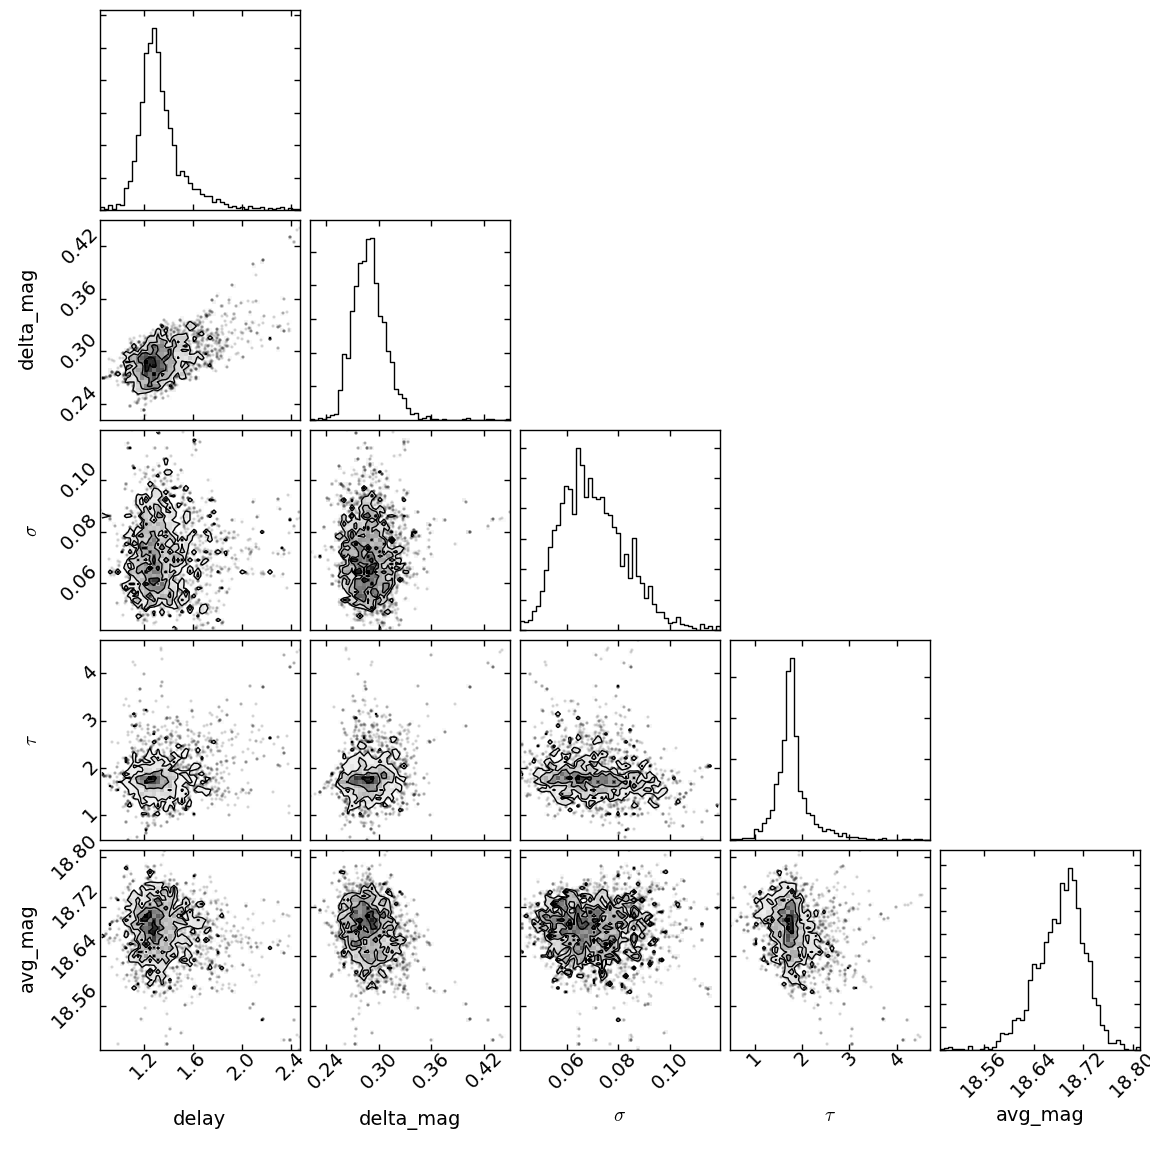 delta_mag
0.42
0.36
0.30
0.24
σ
0.10
0.08
0.06
τ
4
3
2
1
avg_mag
18.80
18.72
18.64
18.56
1.2 1.6 2.0 2.4
0.24 0.30 0.36 0.42
0.06 0.08 0.10
1 2 3 4
18.56 18.64 18.72 18.80
delay
delta_mag
σ
τ
avg_mag